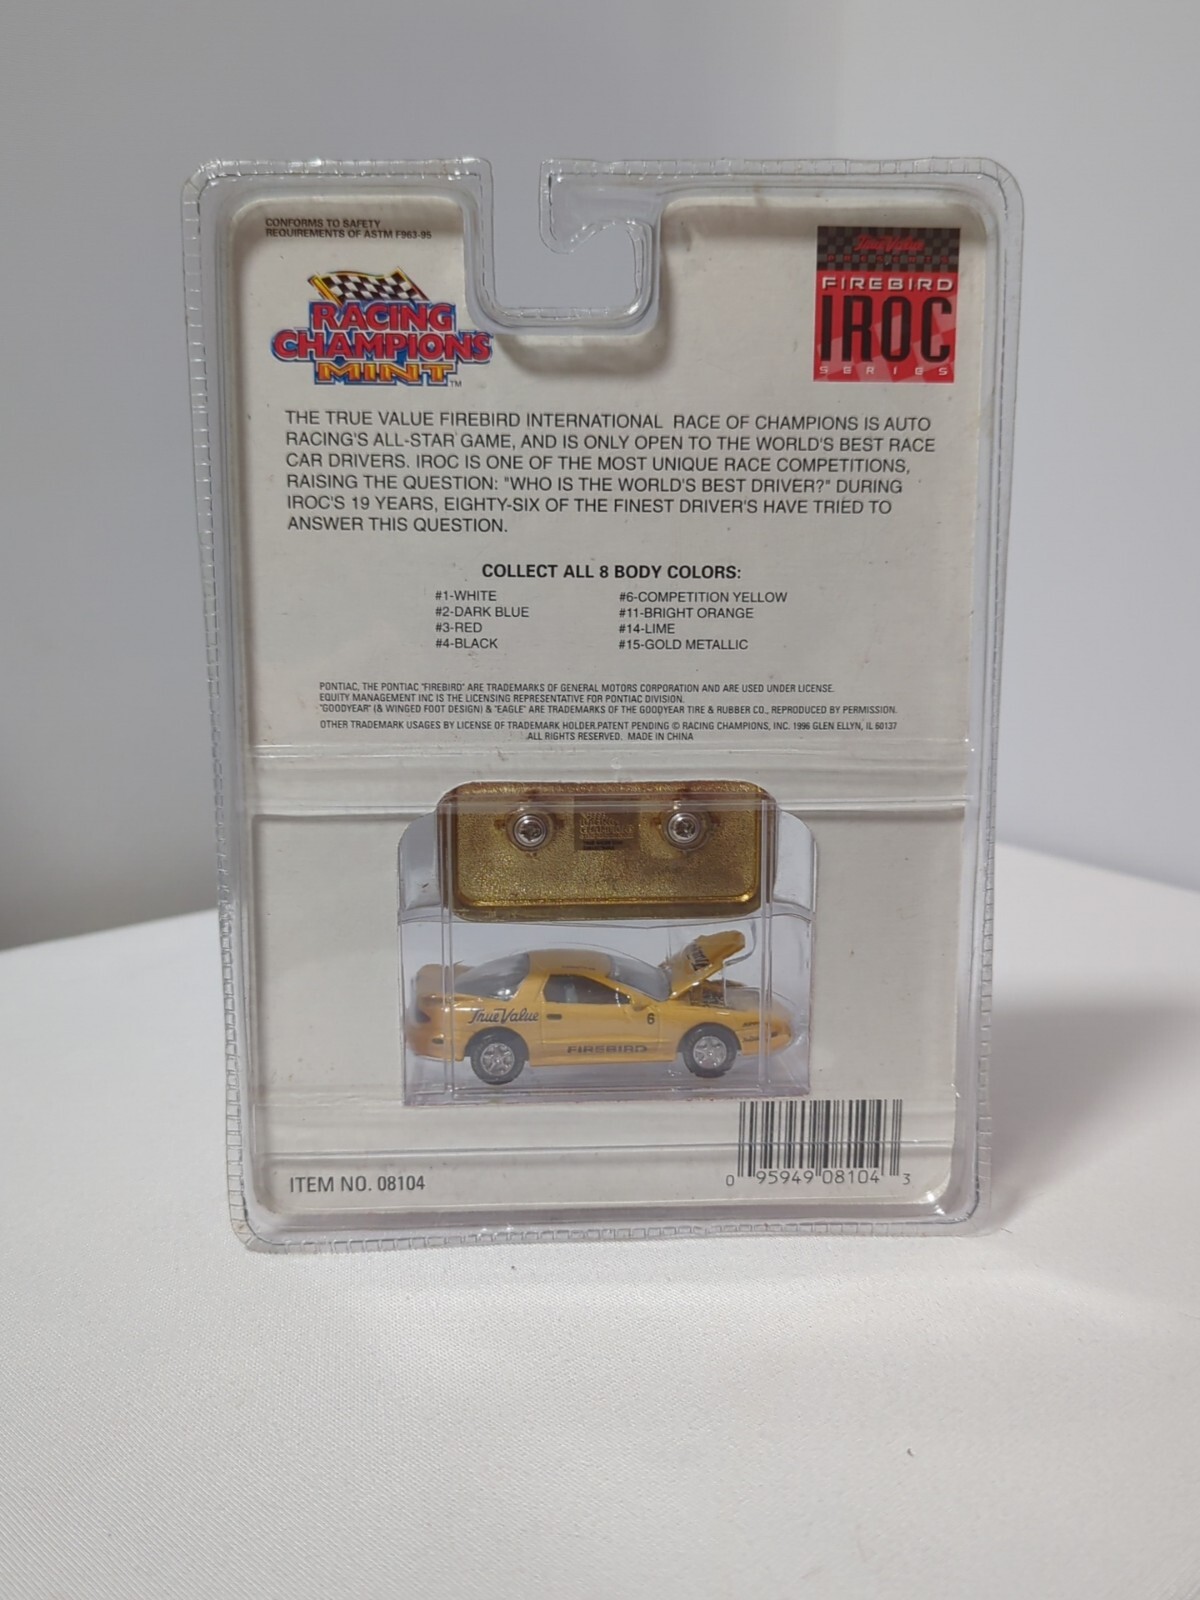 CONFORMS TO SAFETY
REQUIREMENTS OF ASTM F963-95
RACING
CHAMPIONS
MINT™
True Value
PRESENTS
FIREBIRD
IROC
SERIES
THE TRUE VALUE FIREBIRD INTERNATIONAL RACE OF CHAMPIONS IS AUTO
RACING'S ALL-STAR GAME, AND IS ONLY OPEN TO THE WORLD'S BEST RACE
CAR DRIVERS. IROC IS ONE OF THE MOST UNIQUE RACE COMPETITIONS,
RAISING THE QUESTION: "WHO IS THE WORLD'S BEST DRIVER?" DURING
IROC'S 19 YEARS, EIGHTY-SIX OF THE FINEST DRIVER'S HAVE TRIED TO
ANSWER THIS QUESTION.
COLLECT ALL 8 BODY COLORS:
#1-WHITE
#2-DARK BLUE
#3-RED
#4-BLACK
#6-COMPETITION YELLOW
#11-BRIGHT ORANGE
#14-LIME
#15-GOLD METALLIC
PONTIAC, THE PONTIAC "FIREBIRD" ARE TRADEMARKS OF GENERAL MOTORS CORPORATION AND ARE USED UNDER LICENSE.
EQUITY MANAGEMENT INC IS THE LICENSING REPRESENTATIVE FOR PONTIAC DIVISION.
"GOODYEAR" (& WINGED FOOT DESIGN) & "EAGLE" ARE TRADEMARKS OF THE GOODYEAR TIRE & RUBBER CO., REPRODUCED BY PERMISSION.
OTHER TRADEMARK USAGES BY LICENSE OF TRADEMARK HOLDER.PATENT PENDING © RACING CHAMPIONS, INC. 1996 GLEN ELLYN, IL 60137
ALL RIGHTS RESERVED. MADE IN CHINA
True Value
6
FIREBIRD
ITEM NO. 08104
0 95949 08104 3